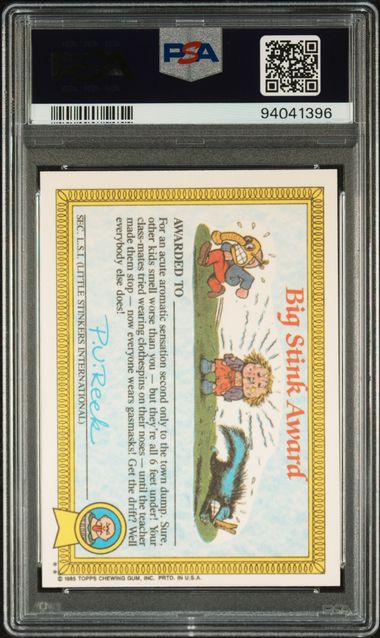 PSA
PSA
94041396
Big Stink Award
AWARDED TO
For an acute aromatic sensation second only to the town dump. Sure,
other kids smell worse than you — but they're all 6 feet under! Your
class-mates tried wearing clothespins on their noses — until the teacher
made them stop — now everyone wears gasmasks! Get the drift? Well
everybody else does!
P.U. Reek
SEC. L.S.I. (LITTLE STINKERS INTERNATIONAL)
**
© 1985 TOPPS CHEWING GUM, INC. PRTD. IN U.S.A.